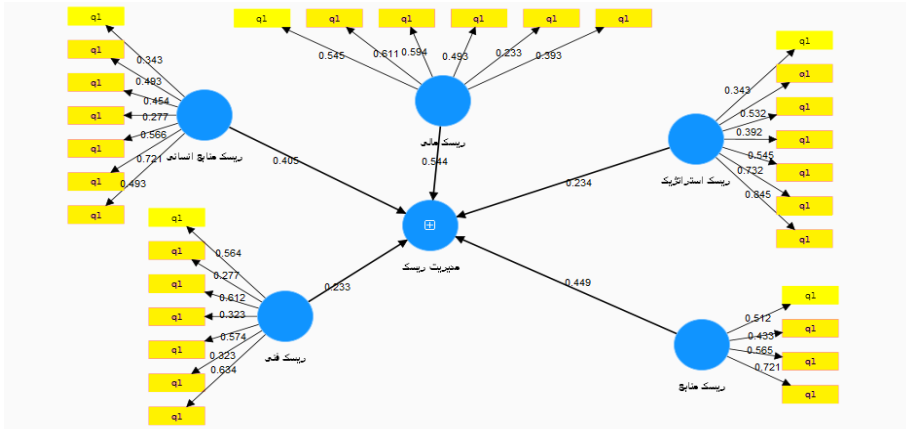 q1
q1
q1
q1
q1
q1
q1
0.343
0.493
0.454
0.277
0.566
0.721
0.493
ریسک منابع انسانی
0.405
q1 q1 q1 q1 q1 q1
0.545 0.611 0.594 0.493 0.233 0.393
ریسک مالی
0.544
q1
q1
q1
q1
q1
q1
q1
0.343
0.532
0.392
0.545
0.732
0.845
ریسک استراتژیک
0.234
مدیریت ریسک
q1
q1
q1
q1
q1
q1
q1
0.564
0.277
0.612
0.323
0.574
0.323
0.634
ریسک فنی
0.233
q1
q1
q1
q1
0.512
0.433
0.565
0.721
ریسک منابع
0.449